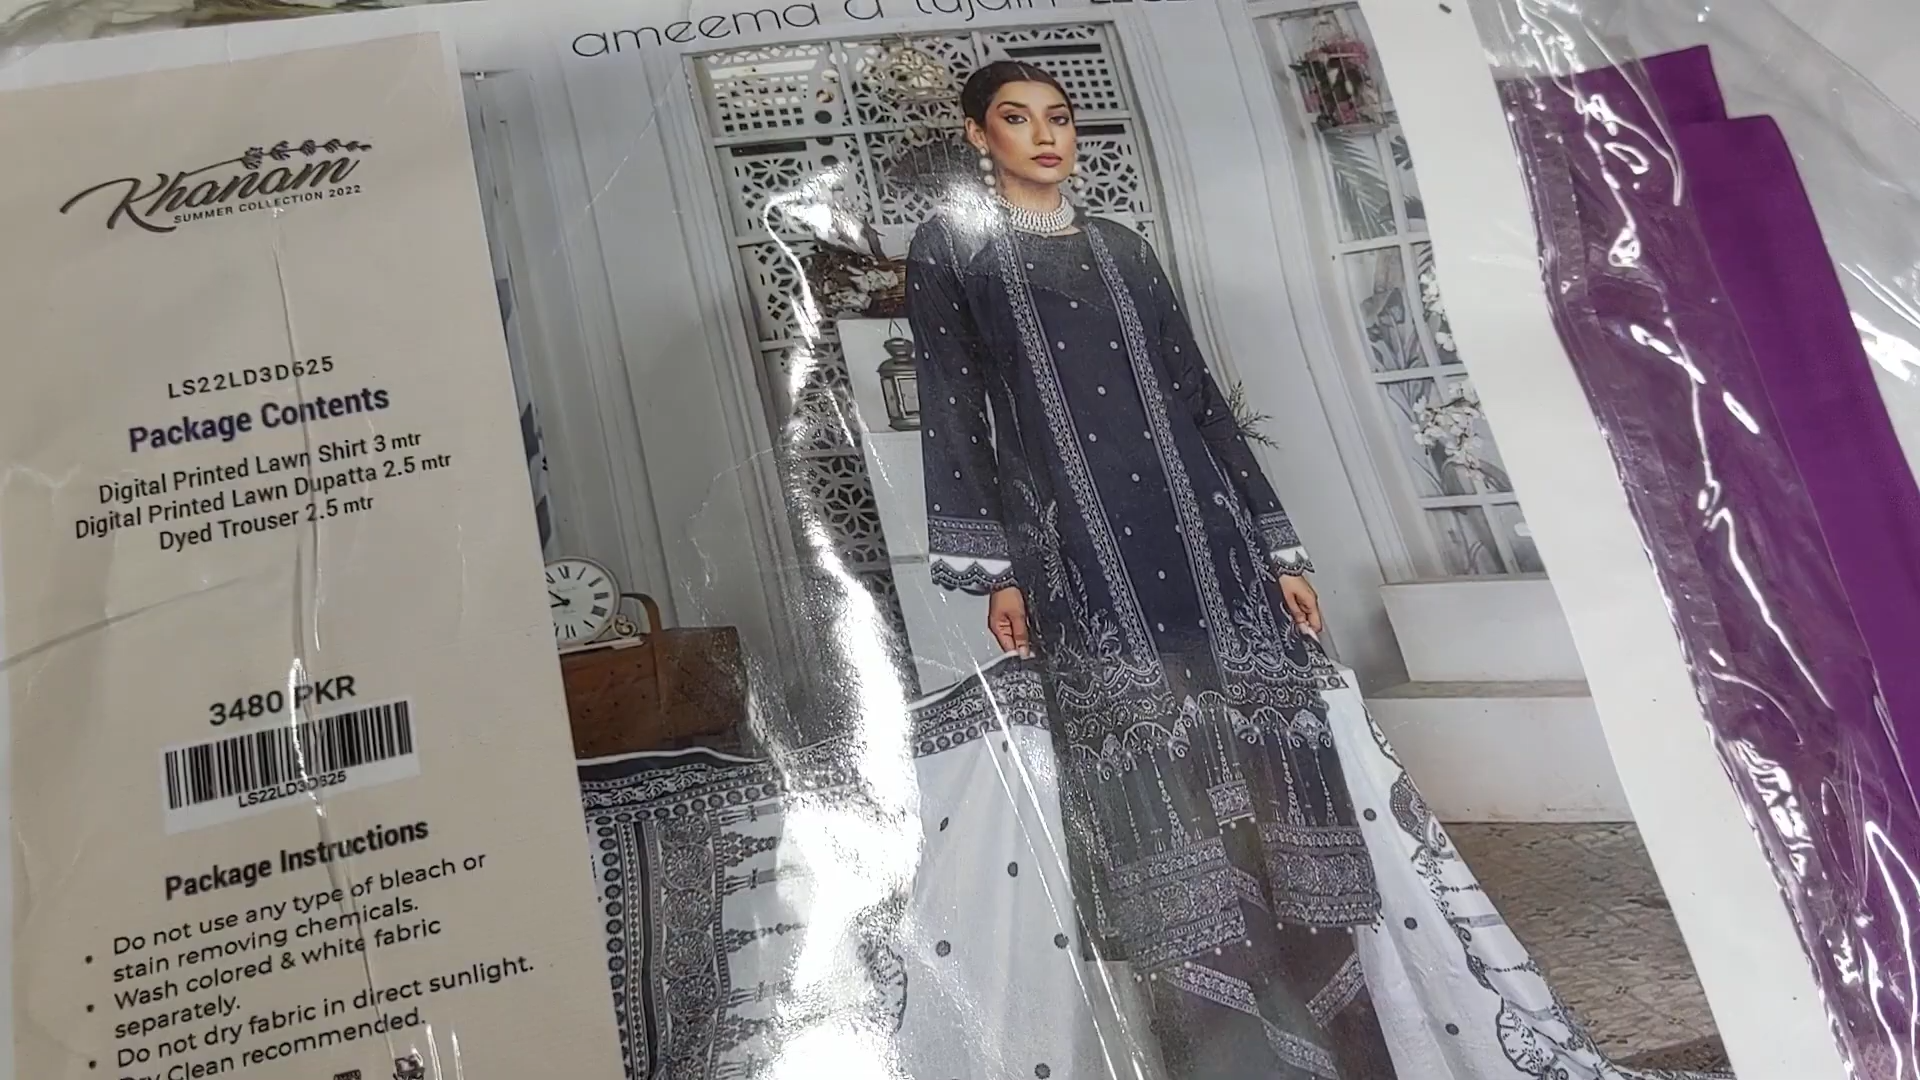 ameema a
Khanam
SUMMER COLLECTION 2022
LS22LD3D625
Package Contents
Digital Printed Lawn Shirt 3 mtr
Digital Printed Lawn Dupatta 2.5 mtr
Dyed Trouser 2.5 mtr
3480 PKR
LS22LD3D625
Package Instructions
• Do not use any type of bleach or
stain removing chemicals.
• Wash colored & white fabric
separately.
• Do not dry fabric in direct sunlight.
• Dry Clean recommended.